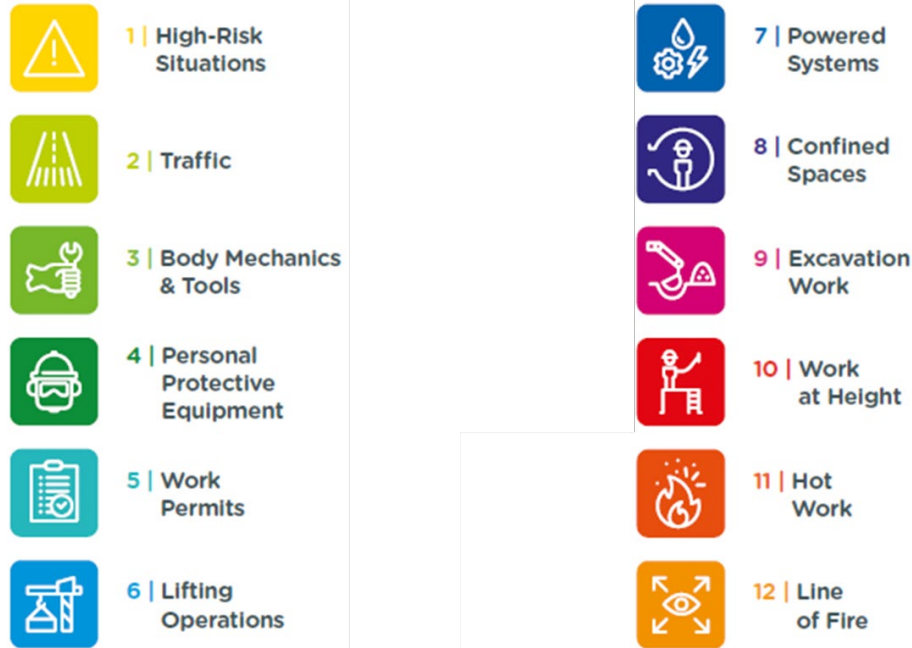 1 | High-Risk
Situations
2 | Traffic
3 | Body Mechanics
& Tools
4 | Personal
Protective
Equipment
5 | Work
Permits
6 | Lifting
Operations
7 | Powered
Systems
8 | Confined
Spaces
9 | Excavation
Work
10 | Work
at Height
11 | Hot
Work
12 | Line
of Fire